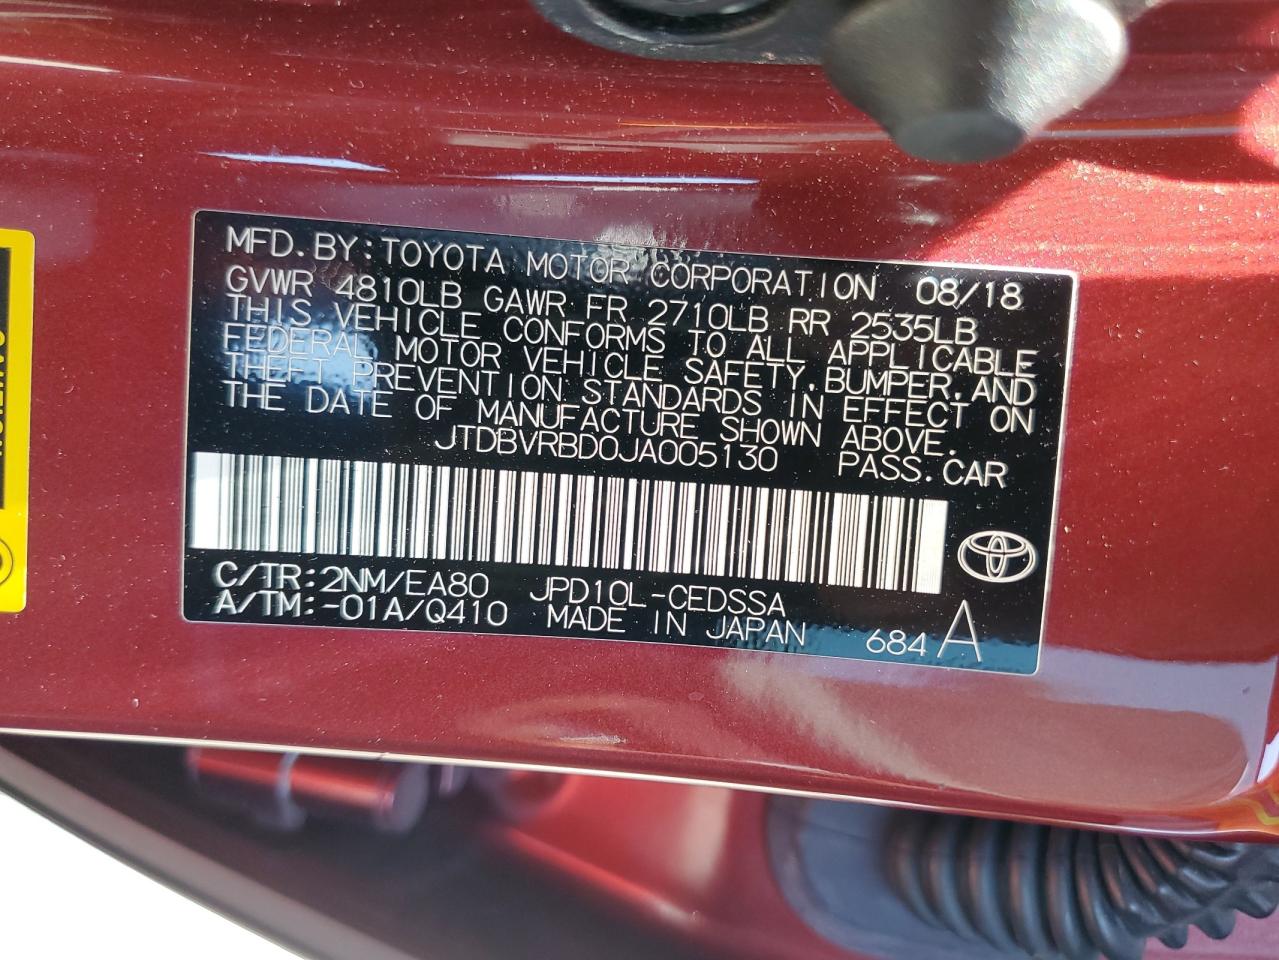 MFD.BY:TOYOTA MOTOR CORPORATION 08/18
GVWR 4810LB GAWR FR 2710LB RR 2535LB
THIS VEHICLE CONFORMS TO ALL APPLICABLE
FEDERAL MOTOR VEHICLE SAFETY,BUMPER,AND
THEFT PREVENTION STANDARDS IN EFFECT ON
THE DATE OF MANUFACTURE SHOWN ABOVE.
JTDBVRBD0JA005130 PASS.CAR
C/TR:2NM/EA80 JPD10L-CEDSSA
A/TM:-01A/Q410 MADE IN JAPAN 684 A